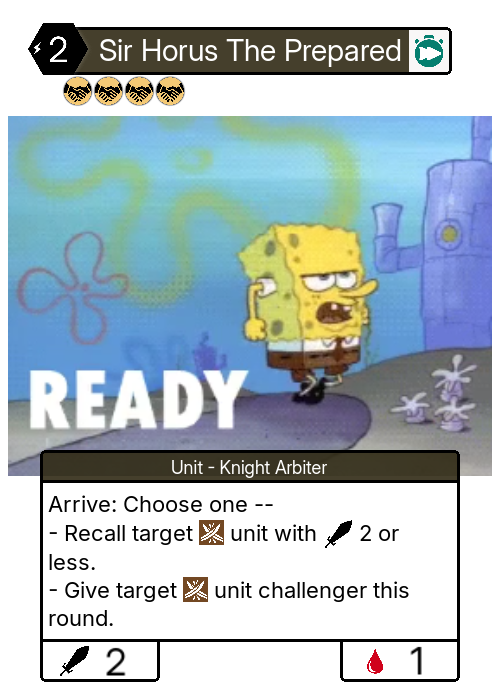 2 Sir Horus The Prepared
READY
Unit - Knight Arbiter
Arrive: Choose one --
- Recall target unit with 2 or
less.
- Give target unit challenger this
round.
2 1